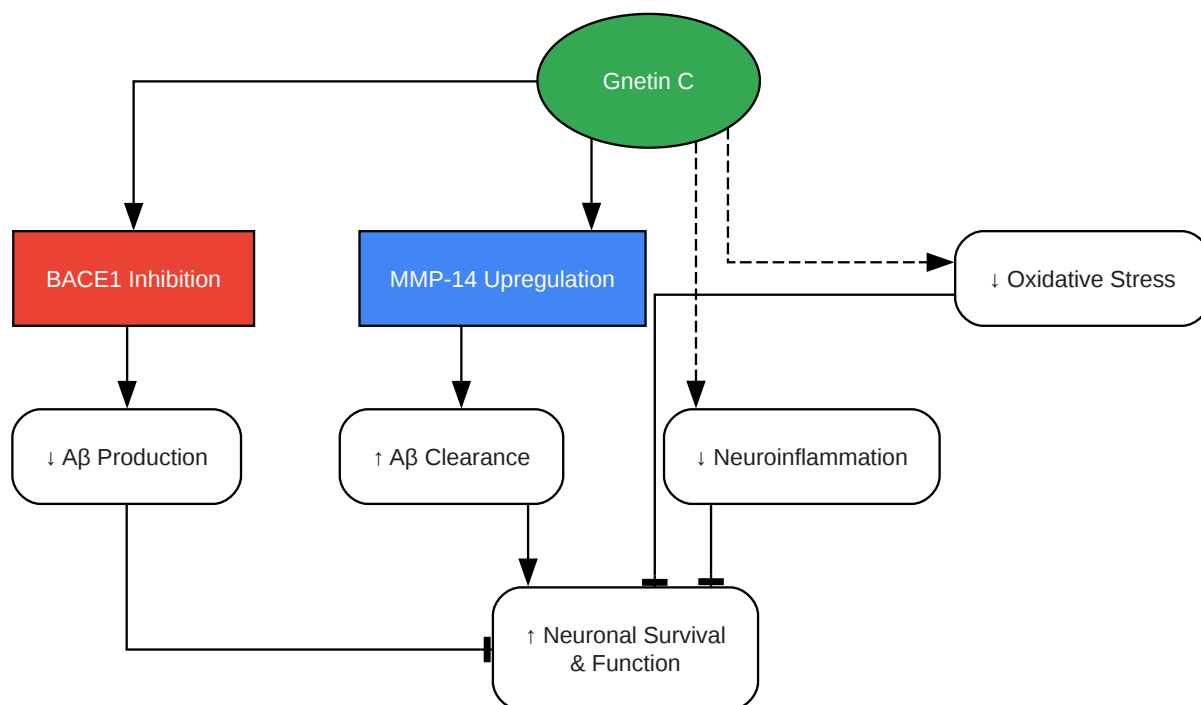 Gnetin C
BACE1 Inhibition
MMP-14 Upregulation
↓ Oxidative Stress
↓ Aβ Production
↑ Aβ Clearance
↓ Neuroinflammation
↑ Neuronal Survival
& Function